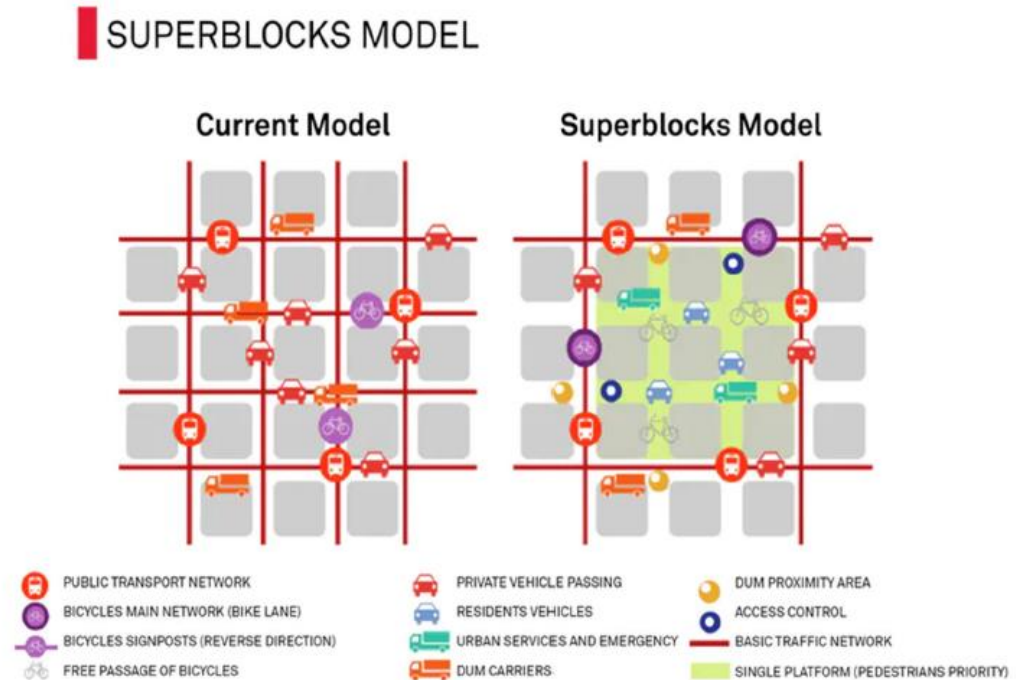 SUPERBLOCKS MODEL
Current Model
Superblocks Model
PUBLIC TRANSPORT NETWORK
BICYCLES MAIN NETWORK (BIKE LANE)
BICYCLES SIGNPOSTS (REVERSE DIRECTION)
FREE PASSAGE OF BICYCLES
PRIVATE VEHICLE PASSING
RESIDENTS VEHICLES
URBAN SERVICES AND EMERGENCY
DUM CARRIERS
DUM PROXIMITY AREA
ACCESS CONTROL
BASIC TRAFFIC NETWORK
SINGLE PLATFORM (PEDESTRIANS PRIORITY)